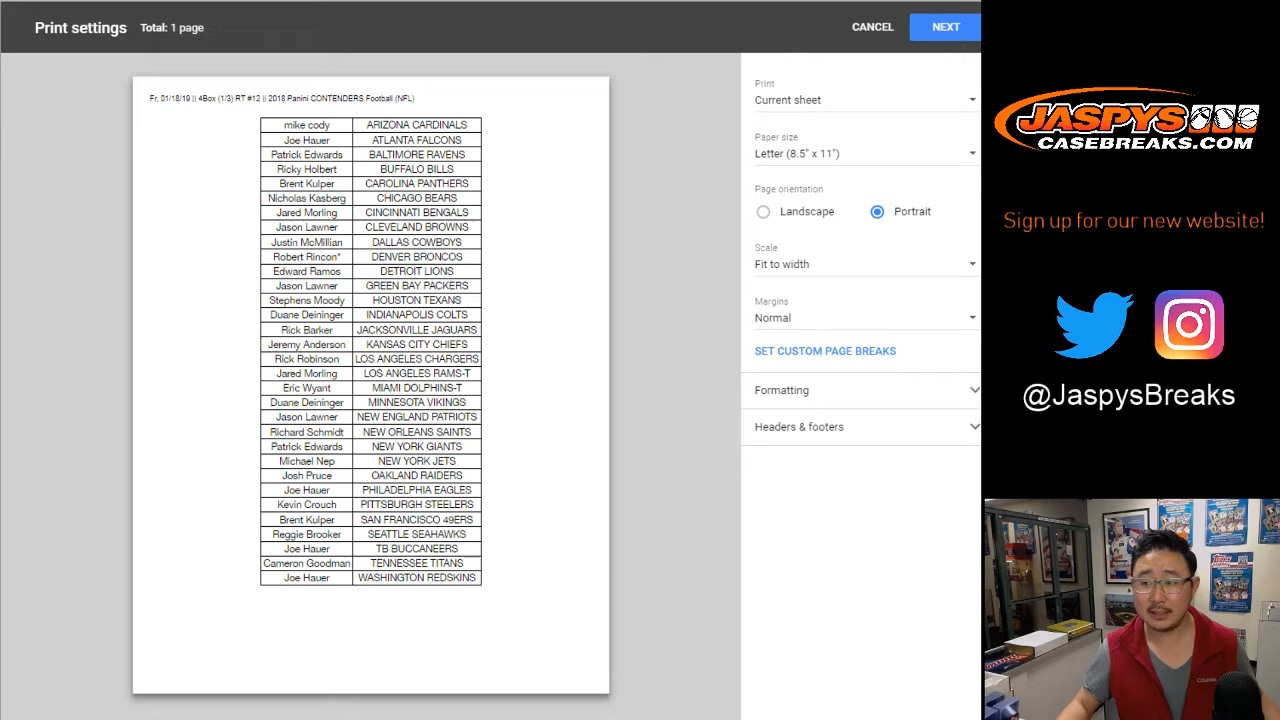 Print settings Total: 1 page CANCEL NEXT
Fr, 01/18/19 || 4Box (1/3) RT #12 || 2018 Panini CONTENDERS Football (NFL)
mike cody ARIZONA CARDINALS
Joe Hauer ATLANTA FALCONS
Patrick Edwards BALTIMORE RAVENS
Ricky Holbert BUFFALO BILLS
Brent Kulper CAROLINA PANTHERS
Nicholas Kasberg CHICAGO BEARS
Jared Morling CINCINNATI BENGALS
Jason Lawner CLEVELAND BROWNS
Justin McMillian DALLAS COWBOYS
Robert Rincon* DENVER BRONCOS
Edward Ramos DETROIT LIONS
Jason Lawner GREEN BAY PACKERS
Stephens Moody HOUSTON TEXANS
Duane Deininger INDIANAPOLIS COLTS
Rick Barker JACKSONVILLE JAGUARS
Jeremy Anderson KANSAS CITY CHIEFS
Rick Robinson LOS ANGELES CHARGERS
Jared Morling LOS ANGELES RAMS-T
Eric Wyant MIAMI DOLPHINS-T
Duane Deininger MINNESOTA VIKINGS
Jason Lawner NEW ENGLAND PATRIOTS
Richard Schmidt NEW ORLEANS SAINTS
Patrick Edwards NEW YORK GIANTS
Michael Nep NEW YORK JETS
Josh Pruce OAKLAND RAIDERS
Joe Hauer PHILADELPHIA EAGLES
Kevin Crouch PITTSBURGH STEELERS
Brent Kulper SAN FRANCISCO 49ERS
Reggie Brooker SEATTLE SEAHAWKS
Joe Hauer TB BUCCANEERS
Cameron Goodman TENNESSEE TITANS
Joe Hauer WASHINGTON REDSKINS
Print
Current sheet
Paper size
Letter (8.5" x 11")
Page orientation
Landscape Portrait
Scale
Fit to width
Margins
Normal
SET CUSTOM PAGE BREAKS
Formatting
Headers & footers
JASPYS
CASEBREAKS.COM
Sign up for our new website!
@JaspysBreaks
Columbia